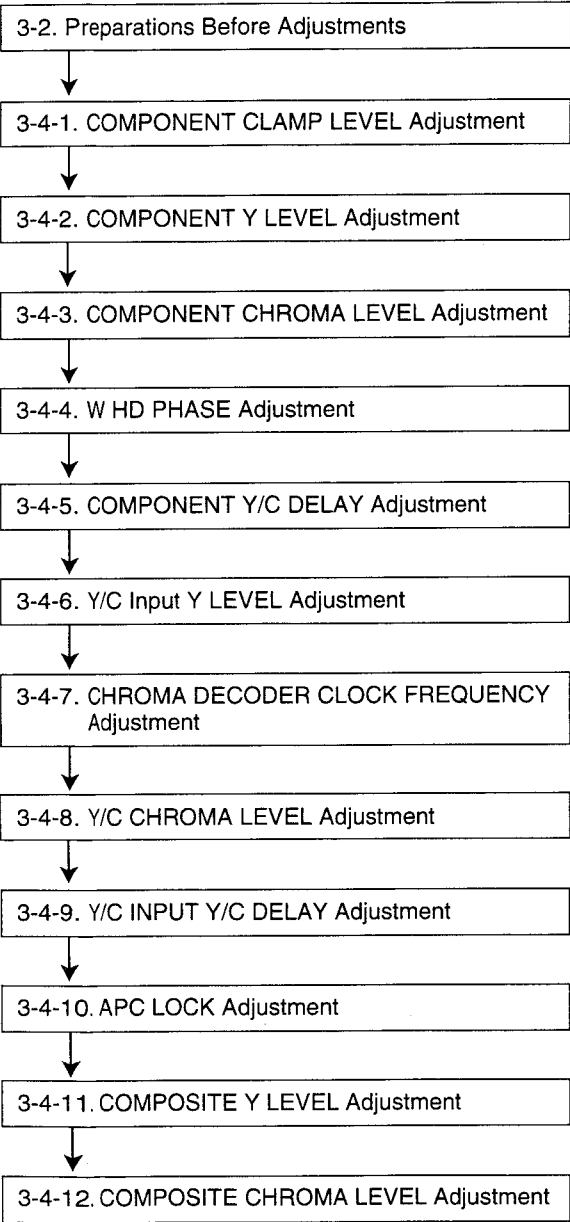 3-2. Preparations Before Adjustments
3-4-1. COMPONENT CLAMP LEVEL Adjustment
3-4-2. COMPONENT Y LEVEL Adjustment
3-4-3. COMPONENT CHROMA LEVEL Adjustment
3-4-4. W HD PHASE Adjustment
3-4-5. COMPONENT Y/C DELAY Adjustment
3-4-6. Y/C Input Y LEVEL Adjustment
3-4-7. CHROMA DECODER CLOCK FREQUENCY
Adjustment
3-4-8. Y/C CHROMA LEVEL Adjustment
3-4-9. Y/C INPUT Y/C DELAY Adjustment
3-4-10. APC LOCK Adjustment
3-4-11. COMPOSITE Y LEVEL Adjustment
3-4-12. COMPOSITE CHROMA LEVEL Adjustment